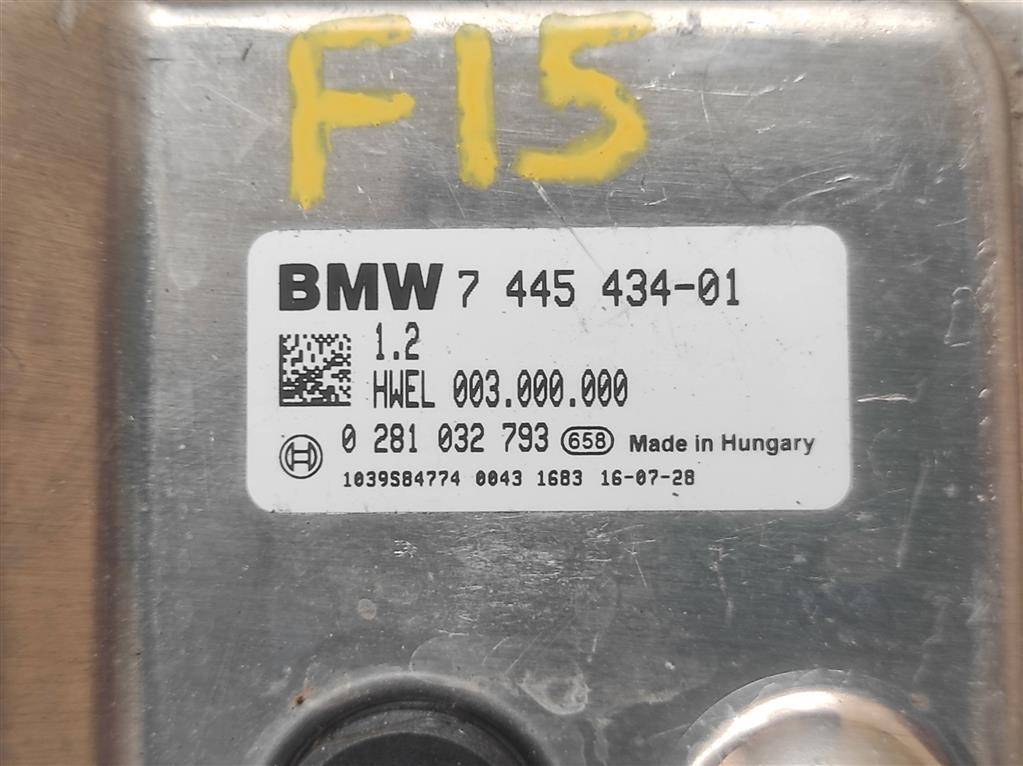 F15
BMW 7 445 434-01
1.2
HWEL 003.000.000
0 281 032 793 658 Made in Hungary
1039S84774 0043 1683 16-07-28